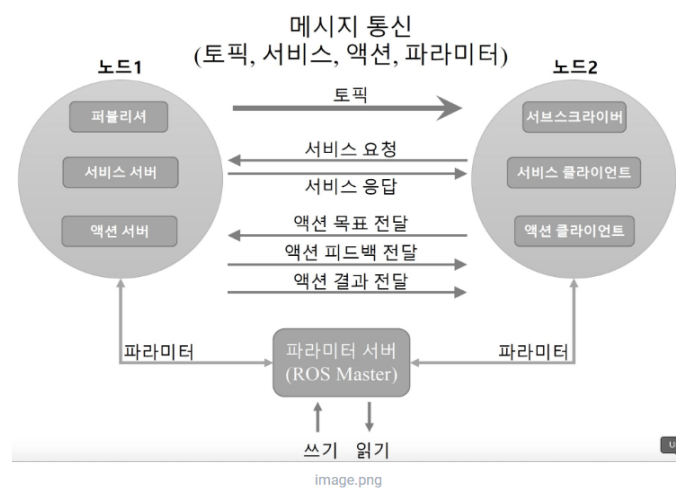 메시지 통신
(토픽, 서비스, 액션, 파라미터)
노드1
노드2
토픽
퍼블리셔
서브스크라이버
서비스 요청
서비스 서버
서비스 클라이언트
서비스 응답
액션 목표 전달
액션 서버
액션 클라이언트
액션 피드백 전달
액션 결과 전달
파라미터
파라미터 서버
(ROS Master)
파라미터
쓰기 읽기
image.png